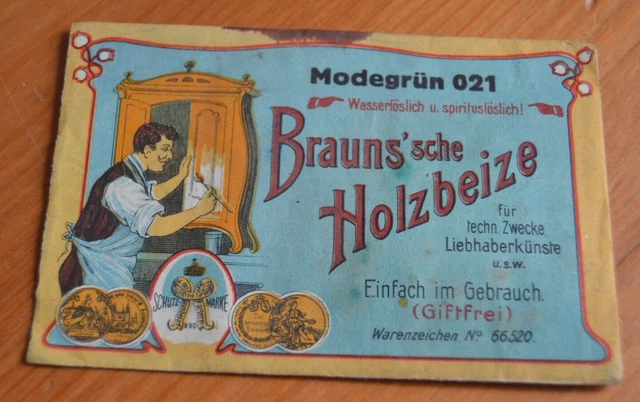 Modegrün 021
Wasserlöslich u. spirituslöslich!
Brauns'sche
Holzbeize
für
techn. Zwecke,
Liebhaberkünste
u.s.w.
Einfach im Gebrauch.
(Giftfrei)
Warenzeichen No 66520.
SCHUTZ MARKE